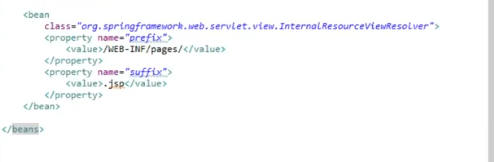 <bean
class="org.springframework.web.servlet.view.InternalResourceViewResolver">
<property name="prefix">
<value>/WEB-INF/pages/</value>
</property>
<property name="suffix">
<value>.jsp</value>
</property>
</bean>
</beans>